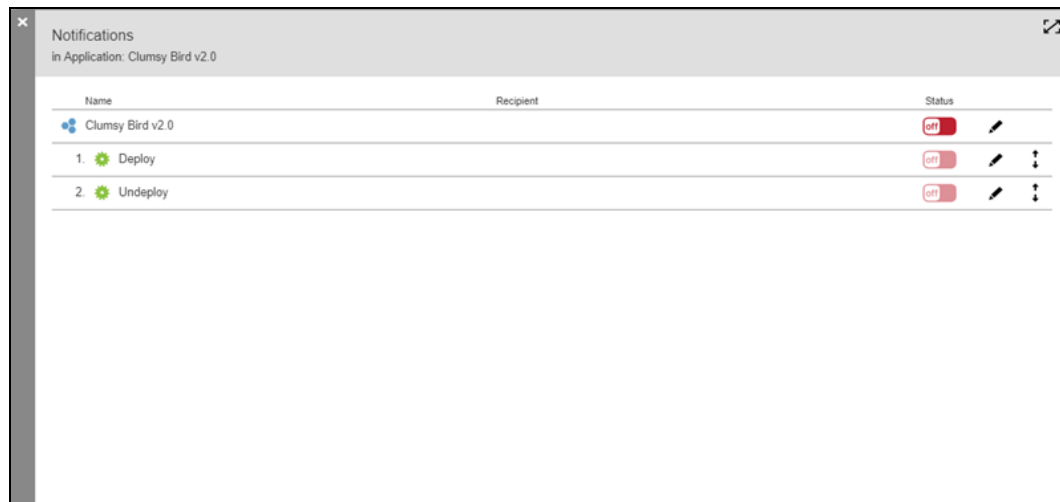 Notifications
in Application: Clumsy Bird v2.0
Name Recipient Status
Clumsy Bird v2.0 off
1. Deploy off
2. Undeploy off